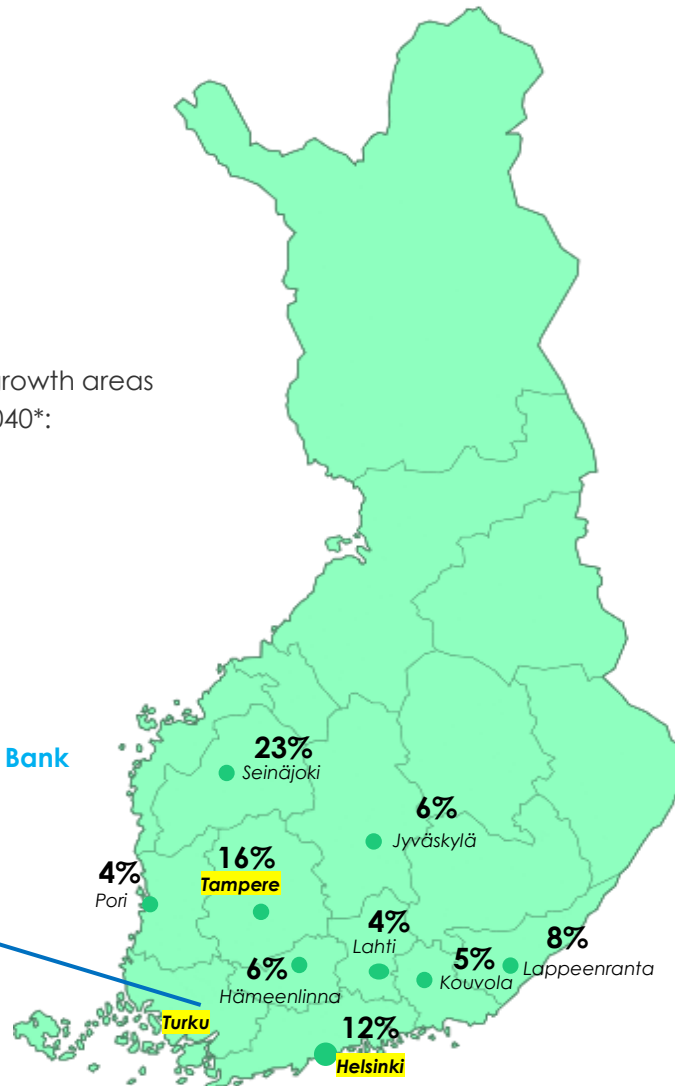 growth areas
040*:
Bank
23%
Seinäjoki
6%
Jyväskylä
16%
Tampere
4%
Pori
4%
Lahti
8%
Lappeenranta
5%
Kouvola
6%
Hämeenlinna
Turku
12%
Helsinki